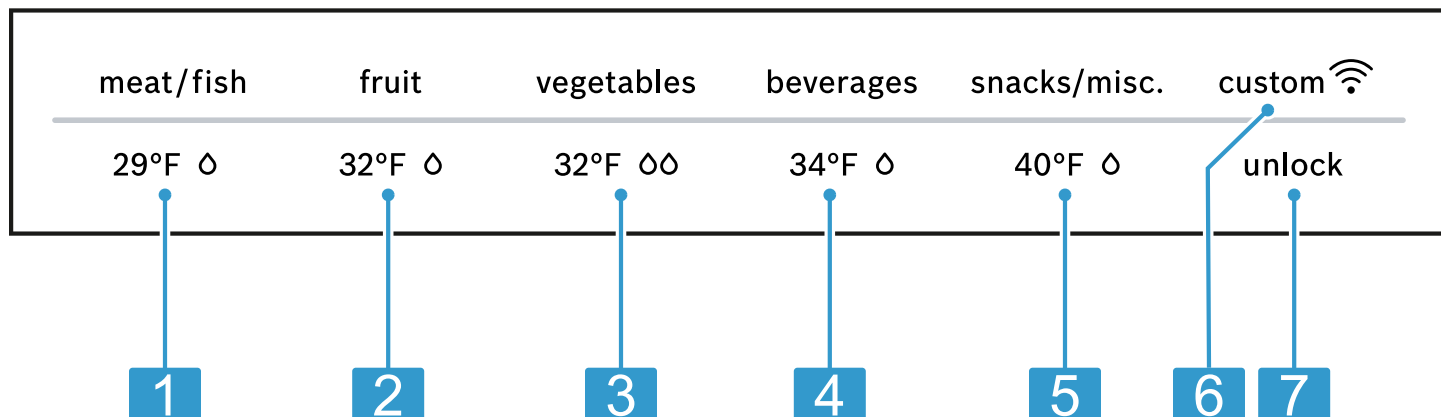 meat/fish fruit vegetables beverages snacks/misc. custom
29°F 32°F 32°F 34°F 40°F unlock
1 2 3 4 5 6 7